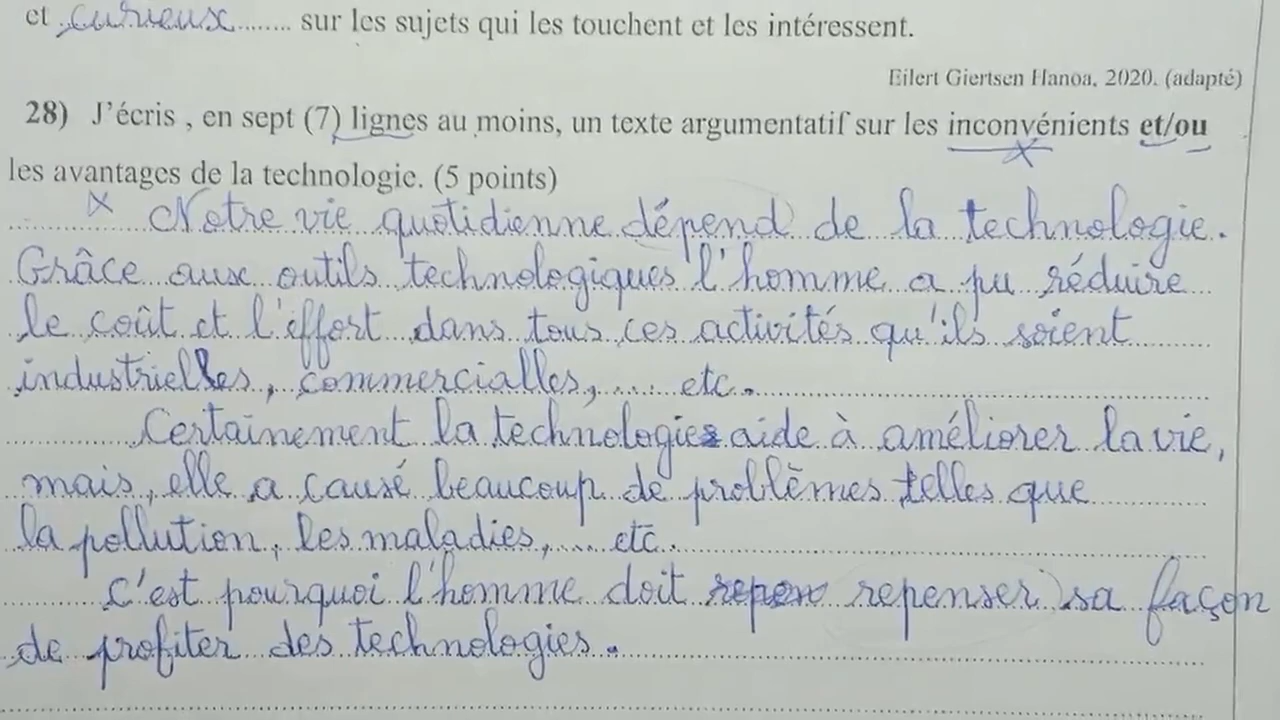 et curieux ........ sur les sujets qui les touchent et les intéressent.
Eilert Giertsen Hanoa, 2020. (adapté)
28) J'écris , en sept (7) lignes au moins, un texte argumentatif sur les inconvénients et/ou
les avantages de la technologie. (5 points)
x Notre vie quotidienne dépend de la technologie.
Grâce aux outils technologiques l'homme a pu réduire
le coût et l'effort dans tous ces activités qu'ils soient
industrielles, commercialles, .... etc.
Certainement la technologie aide à améliorer la vie,
mais, elle a causé beaucoup de problèmes telles que
la pollution, les maladies, .... etc.
c'est pourquoi l'homme doit repenser sa façon
de profiter des technologies.